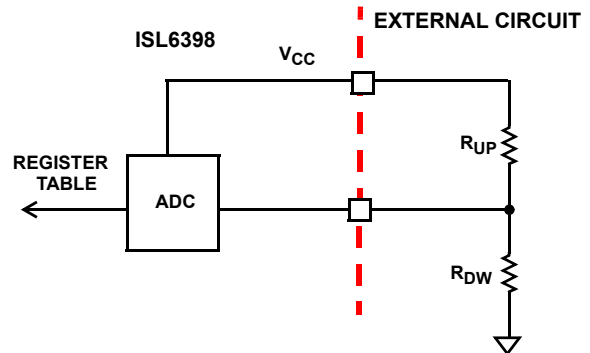 EXTERNAL CIRCUIT
ISL6398
VCC
RUP
REGISTER
TABLE
ADC
RDW